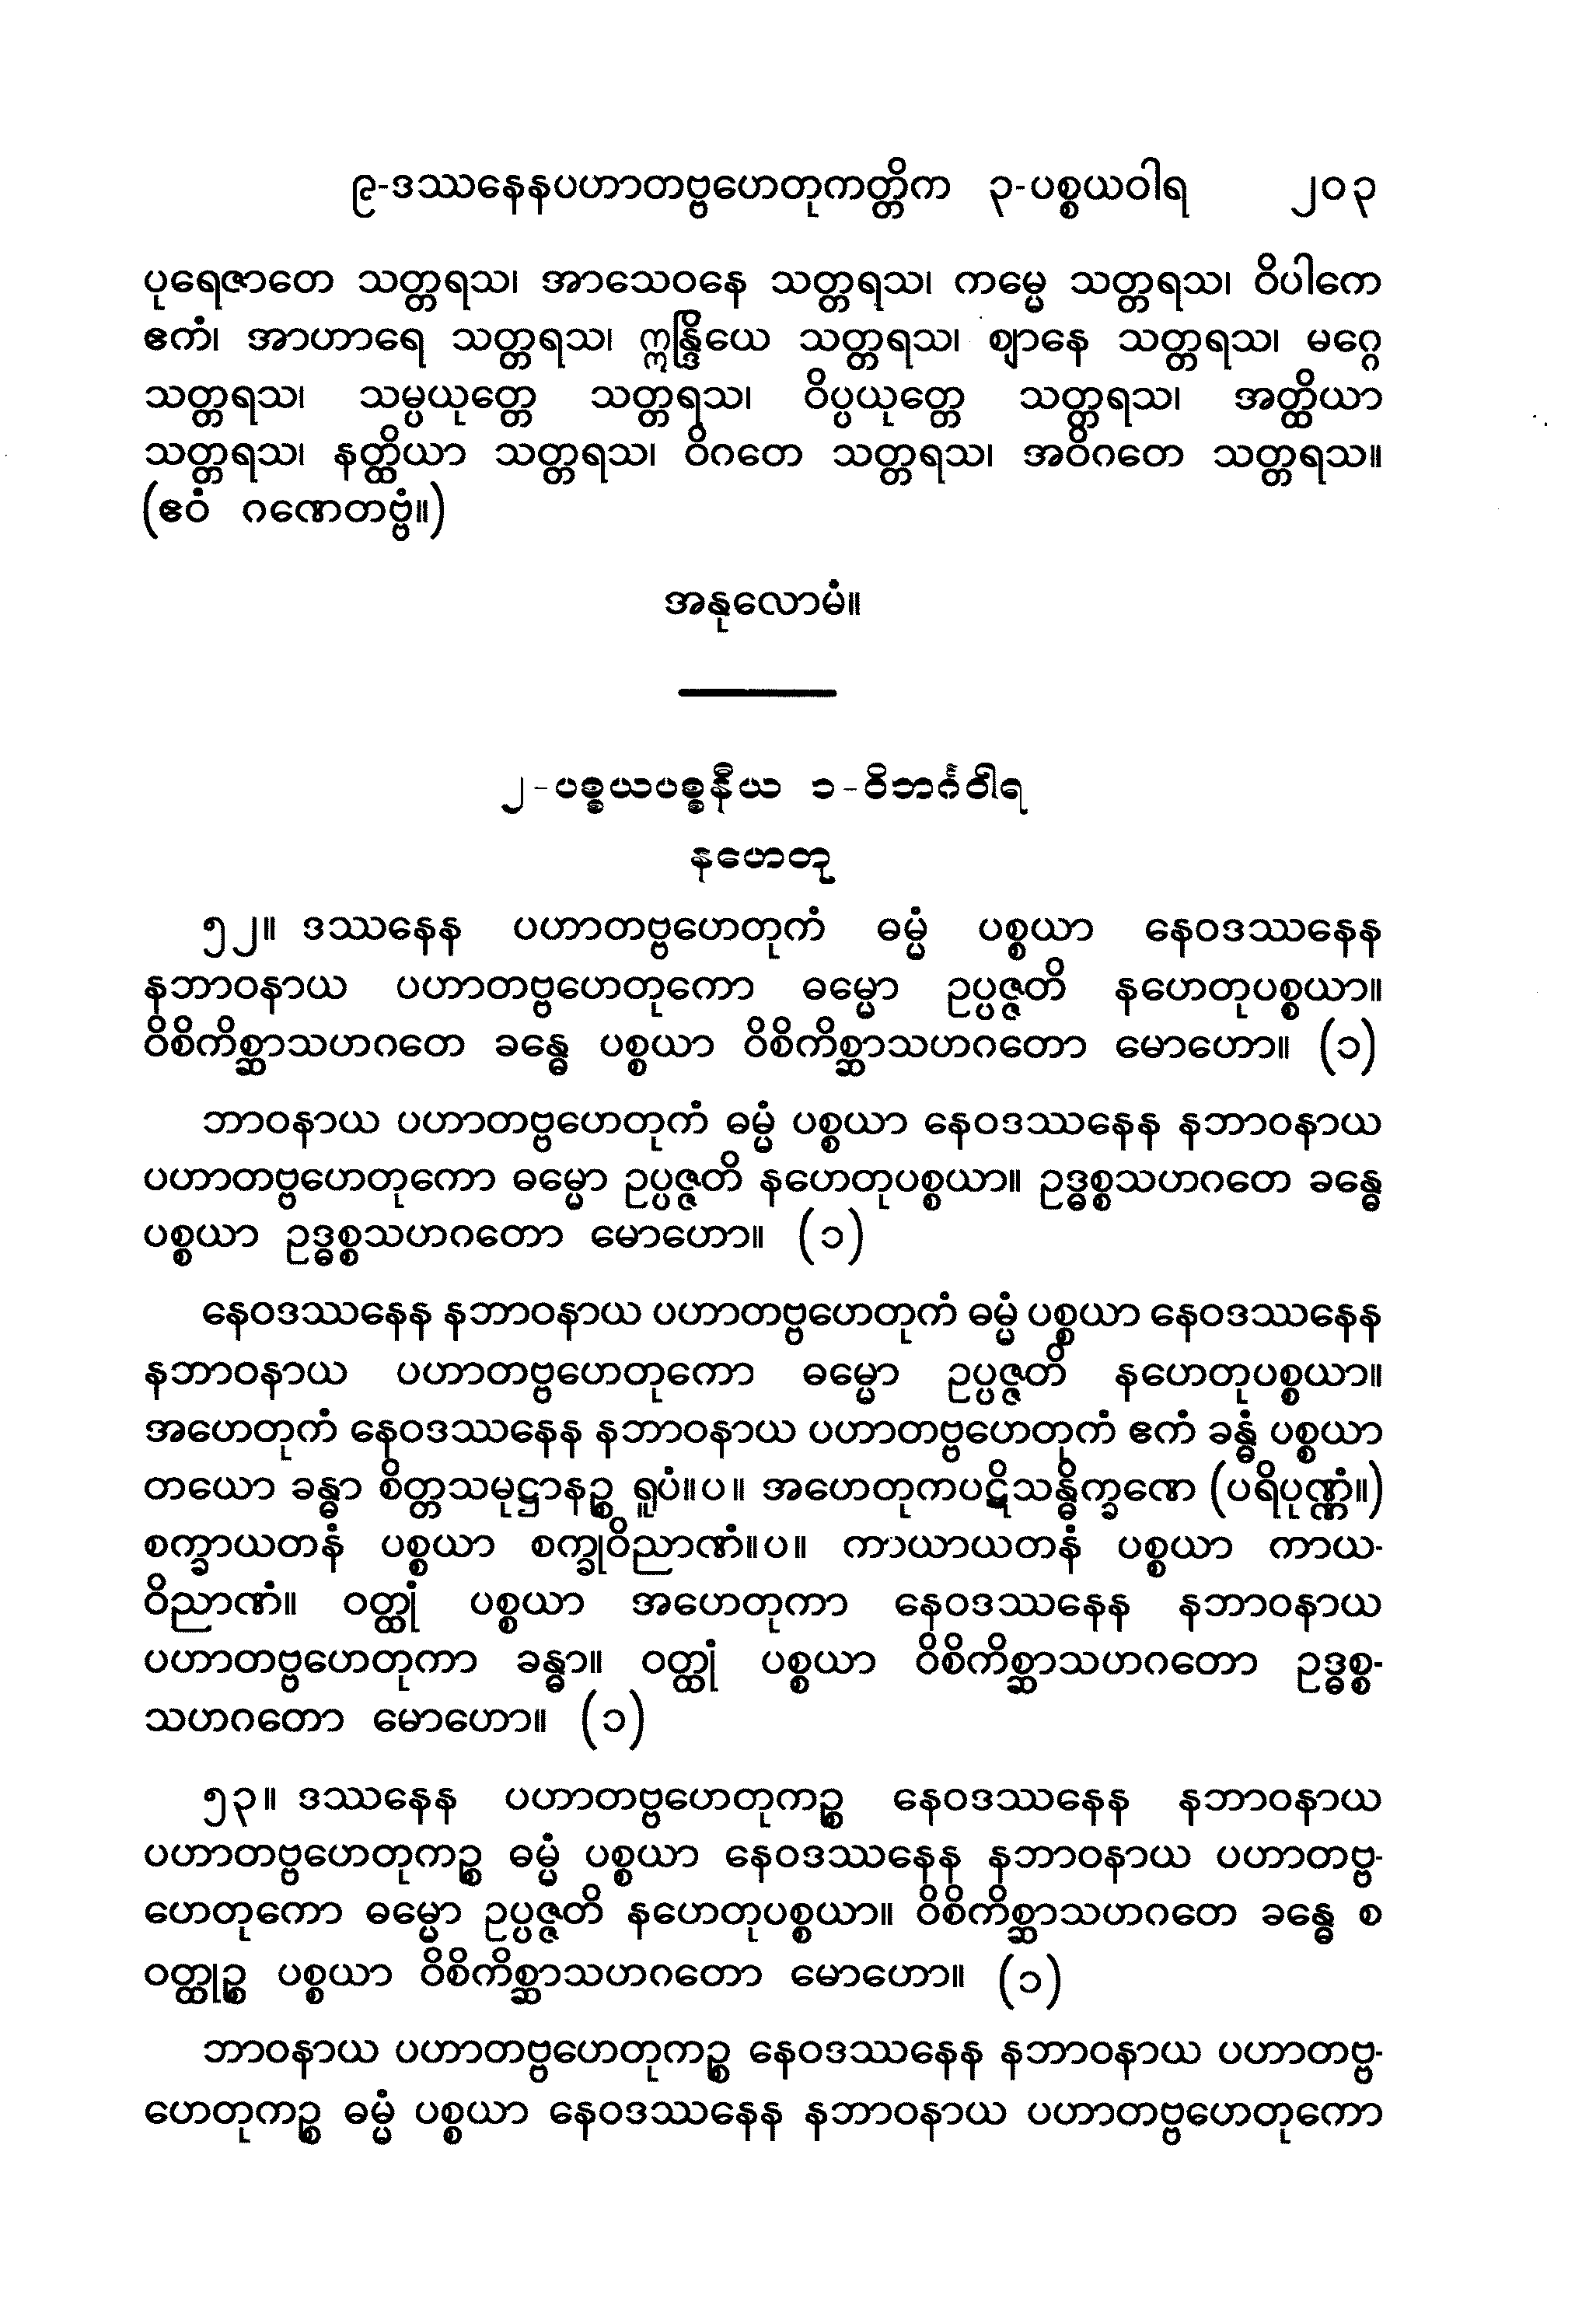 ၉-ဒဿနေနပဟာတဗ္ဗဟေတုကတ္တိက ၃-ပစ္စယဝါရ ၂၀၃
ပုရေဇာတေ သတ္တရသ၊ အာသေဝနေ သတ္တရသ၊ ကမ္မေ သတ္တရသ၊ ဝိပါကေ
ဧကံ၊ အာဟာရေ သတ္တရသ၊ ဣန္ဒြိယေ သတ္တရသ၊ ဈာနေ သတ္တရသ၊ မဂ္ဂေ
သတ္တရသ၊ သမ္ပယုတ္တေ သတ္တရသ၊ ဝိပ္ပယုတ္တေ သတ္တရသ၊ အတ္ထိယာ
သတ္တရသ၊ နတ္ထိယာ သတ္တရသ၊ ဝိဂတေ သတ္တရသ၊ အဝိဂတေ သတ္တရသ။
(ဧဝံ ဂဏေတဗ္ဗံ။)
အနုလောမံ။
၂-ပစ္စယပစ္စနီယ ၁-ဝိဘင်္ဂဝါရ
နဟေတု
၅၂။ ဒဿနေန ပဟာတဗ္ဗဟေတုကံ ဓမ္မံ ပစ္စယာ နေဝဒဿနေန
နဘာဝနာယ ပဟာတဗ္ဗဟေတုကော ဓမ္မော ဥပ္ပဇ္ဇတိ နဟေတုပစ္စယာ။
ဝိစိကိစ္ဆာသဟဂတေ ခန္ဓေ ပစ္စယာ ဝိစိကိစ္ဆာသဟဂတော မောဟော။ (၁)
ဘာဝနာယ ပဟာတဗ္ဗဟေတုကံ ဓမ္မံ ပစ္စယာ နေဝဒဿနေန နဘာဝနာယ
ပဟာတဗ္ဗဟေတုကော ဓမ္မော ဥပ္ပဇ္ဇတိ နဟေတုပစ္စယာ။ ဥဒ္ဓစ္စသဟဂတေ ခန္ဓေ
ပစ္စယာ ဥဒ္ဓစ္စသဟဂတော မောဟော။ (၁)
နေဝဒဿနေန နဘာဝနာယ ပဟာတဗ္ဗဟေတုကံ ဓမ္မံ ပစ္စယာ နေဝဒဿနေန
နဘာဝနာယ ပဟာတဗ္ဗဟေတုကော ဓမ္မော ဥပ္ပဇ္ဇတိ နဟေတုပစ္စယာ။
အဟေတုကံ နေဝဒဿနေန နဘာဝနာယ ပဟာတဗ္ဗဟေတုကံ ဧကံ ခန္ဓံ ပစ္စယာ
တယော ခန္ဓာ စိတ္တသမုဋ္ဌာနဉ္စ ရူပံ။ပ။ အဟေတုကပဋိသန္ဓိက္ခဏေ (ပရိပုဏ္ဏံ။)
စက္ခာယတနံ ပစ္စယာ စက္ခုဝိညာဏံ။ပ။ ကာယာယတနံ ပစ္စယာ ကာယ-
ဝိညာဏံ။ ဝတ္ထုံ ပစ္စယာ အဟေတုကာ နေဝဒဿနေန နဘာဝနာယ
ပဟာတဗ္ဗဟေတုကာ ခန္ဓာ။ ဝတ္ထုံ ပစ္စယာ ဝိစိကိစ္ဆာသဟဂတော ဥဒ္ဓစ္စ-
သဟဂတော မောဟော။ (၁)
၅၃။ ဒဿနေန ပဟာတဗ္ဗဟေတုကဉ္စ နေဝဒဿနေန နဘာဝနာယ
ပဟာတဗ္ဗဟေတုကဉ္စ ဓမ္မံ ပစ္စယာ နေဝဒဿနေန နဘာဝနာယ ပဟာတဗ္ဗ-
ဟေတုကော ဓမ္မော ဥပ္ပဇ္ဇတိ နဟေတုပစ္စယာ။ ဝိစိကိစ္ဆာသဟဂတေ ခန္ဓေ စ
ဝတ္ထုဉ္စ ပစ္စယာ ဝိစိကိစ္ဆာသဟဂတော မောဟော။ (၁)
ဘာဝနာယ ပဟာတဗ္ဗဟေတုကဉ္စ နေဝဒဿနေန နဘာဝနာယ ပဟာတဗ္ဗ-
ဟေတုကဉ္စ ဓမ္မံ ပစ္စယာ နေဝဒဿနေန နဘာဝနာယ ပဟာတဗ္ဗဟေတုကော